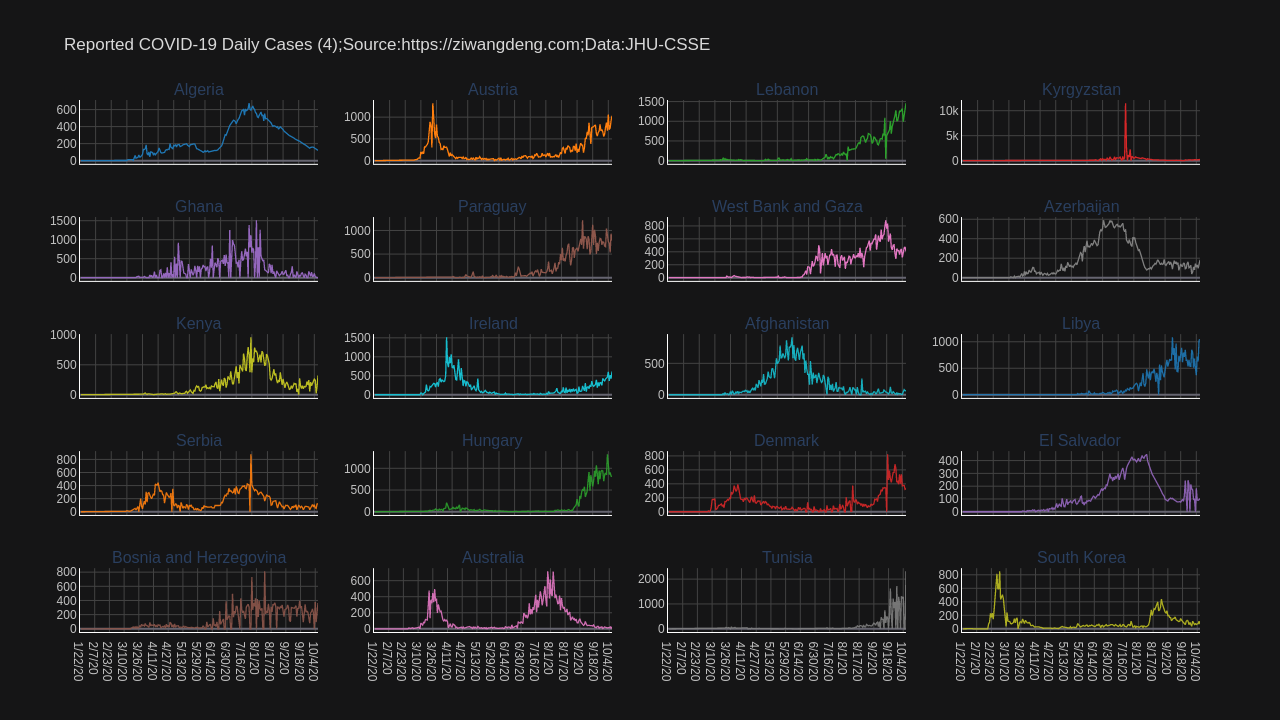 Reported COVID-19 Daily Cases (4);Source:https://ziwangdeng.com;Data:JHU-CSSE
Algeria
600
400
200
0
Austria
1000
500
0
Lebanon
1500
1000
500
0
Kyrgyzstan
10k
5k
0
Ghana
1500
1000
500
0
Paraguay
1000
500
0
West Bank and Gaza
800
600
400
200
0
Azerbaijan
600
400
200
0
Kenya
1000
500
0
Ireland
1500
1000
500
0
Afghanistan
500
0
Libya
1000
500
0
Serbia
800
600
400
200
0
Hungary
1000
500
0
Denmark
800
600
400
200
0
El Salvador
400
300
200
100
0
Bosnia and Herzegovina
800
600
400
200
0
Australia
600
400
200
0
Tunisia
2000
1000
0
South Korea
800
600
400
200
0
1/22/20 2/7/20 2/23/20 3/10/20 3/26/20 4/11/20 4/27/20 5/13/20 5/29/20 6/14/20 6/30/20 7/16/20 8/1/20 8/17/20 9/2/20 9/18/20 10/4/20
1/22/20 2/7/20 2/23/20 3/10/20 3/26/20 4/11/20 4/27/20 5/13/20 5/29/20 6/14/20 6/30/20 7/16/20 8/1/20 8/17/20 9/2/20 9/18/20 10/4/20
1/22/20 2/7/20 2/23/20 3/10/20 3/26/20 4/11/20 4/27/20 5/13/20 5/29/20 6/14/20 6/30/20 7/16/20 8/1/20 8/17/20 9/2/20 9/18/20 10/4/20
1/22/20 2/7/20 2/23/20 3/10/20 3/26/20 4/11/20 4/27/20 5/13/20 5/29/20 6/14/20 6/30/20 7/16/20 8/1/20 8/17/20 9/2/20 9/18/20 10/4/20